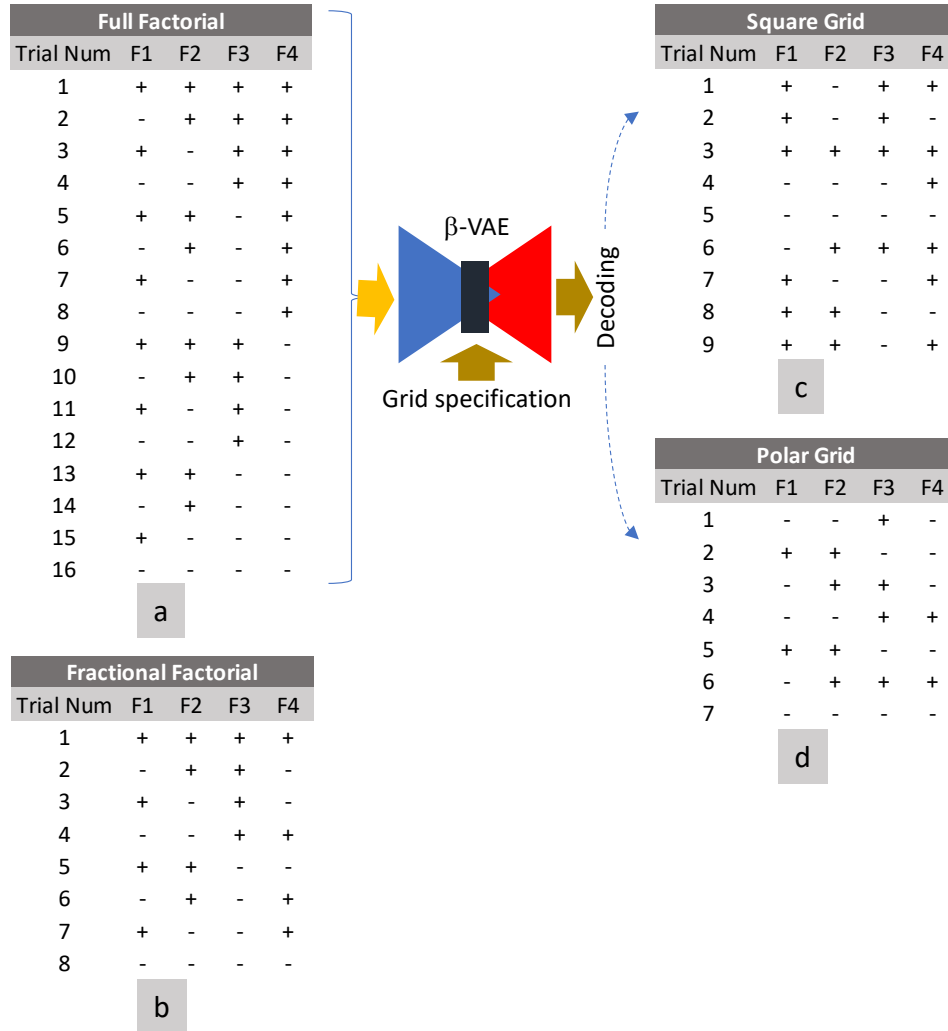 Full Factorial
Trial Num F1 F2 F3 F4
1 + + + +
2 - + + +
3 + - + +
4 - - + +
5 + + - +
6 - + - +
7 + - - +
8 - - - +
9 + + + -
10 - + + -
11 + - + -
12 - - + -
13 + + - -
14 - + - -
15 + - - -
16 - - - -
a
Fractional Factorial
Trial Num F1 F2 F3 F4
1 + + + +
2 - + + -
3 + - + -
4 - - + +
5 + + - -
6 - + - +
7 + - - +
8 - - - -
b
β-VAE
Grid specification
Decoding
Square Grid
Trial Num F1 F2 F3 F4
1 + - + +
2 + - + -
3 + + + +
4 - - - +
5 - - - -
6 - + + +
7 + - - +
8 + + - -
9 + + - +
c
Polar Grid
Trial Num F1 F2 F3 F4
1 - - + -
2 + + - -
3 - + + -
4 - - + +
5 + + - -
6 - + + +
7 - - - -
d